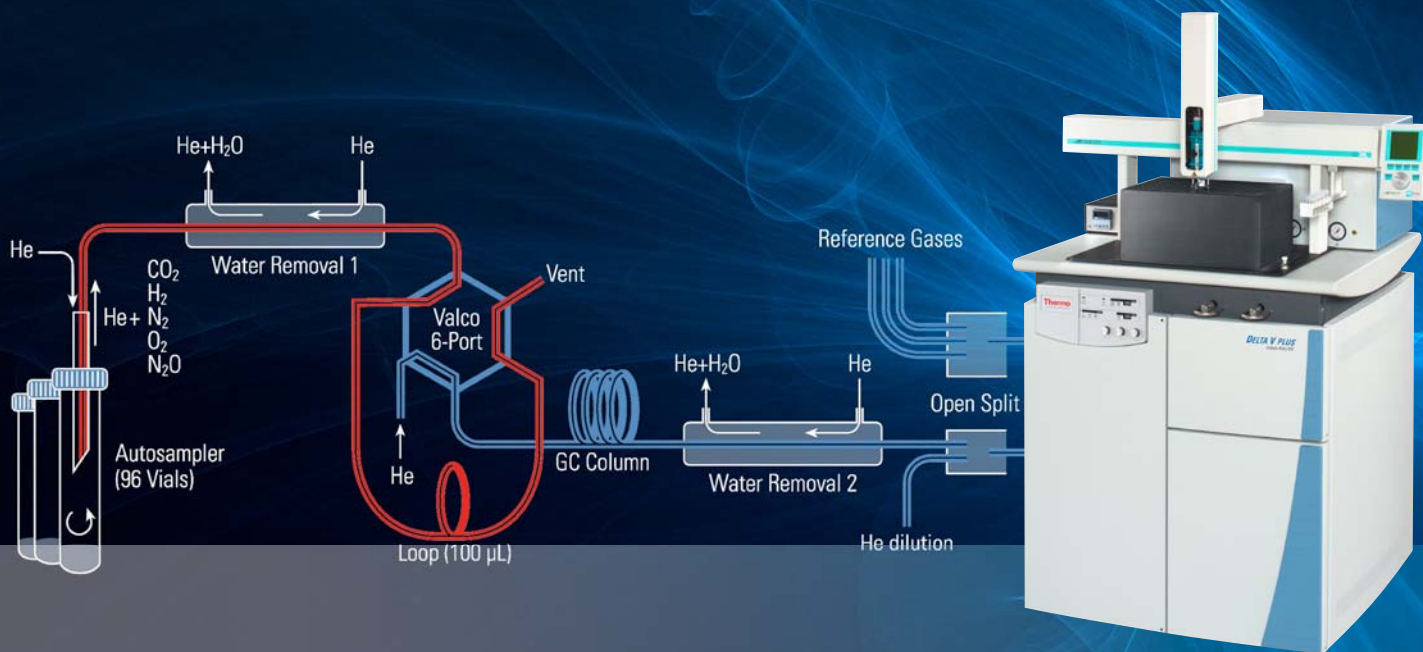 He+H₂O
He
He
Water Removal 1
CO₂
H₂
He+ N₂
O₂
N₂O
Autosampler
(96 Vials)
Vent
Valco
6-Port
He
Loop (100 µL)
GC Column
He+H₂O
He
Water Removal 2
Reference Gases
Open Split
He dilution
Thermo
DELTA V PLUS